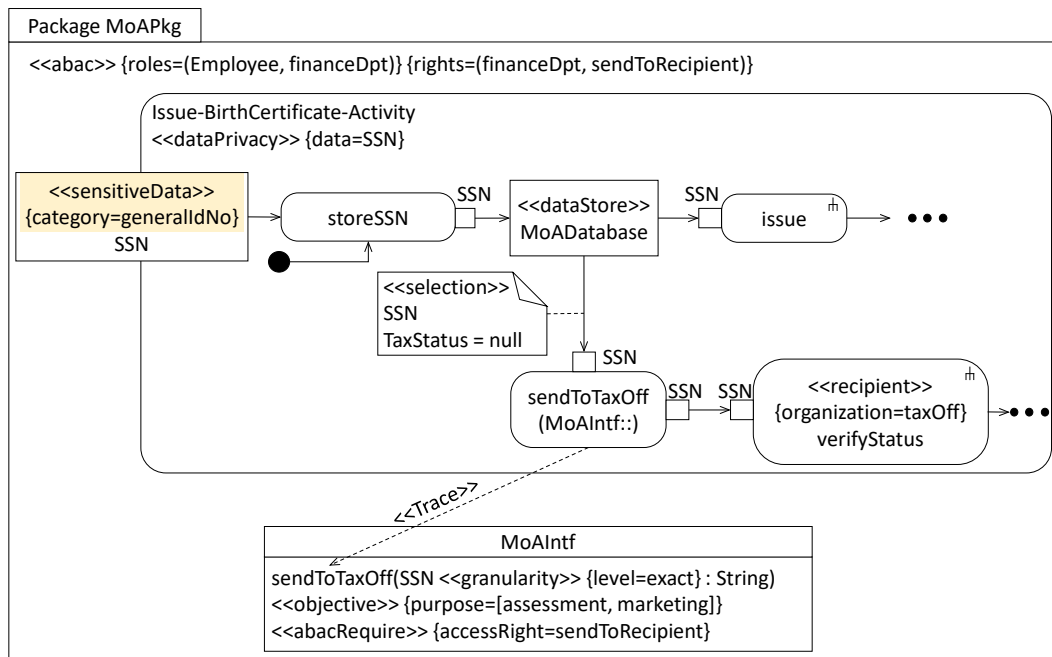 Package MoAPkg
<<abac>> {roles=(Employee, financeDpt)} {rights=(financeDpt, sendToRecipient)}
Issue-BirthCertificate-Activity
<<dataPrivacy>> {data=SSN}
<<sensitiveData>>
{category=generalIdNo}
SSN
storeSSN
SSN
<<dataStore>>
MoADatabase
SSN
issue
<<selection>>
SSN
TaxStatus = null
SSN
sendToTaxOff
(MoAIntf::)
SSN
SSN
<<recipient>>
{organization=taxOff}
verifyStatus
<<Trace>>
MoAIntf
sendToTaxOff(SSN <<granularity>> {level=exact} : String)
<<objective>> {purpose=[assessment, marketing]}
<<abacRequire>> {accessRight=sendToRecipient}